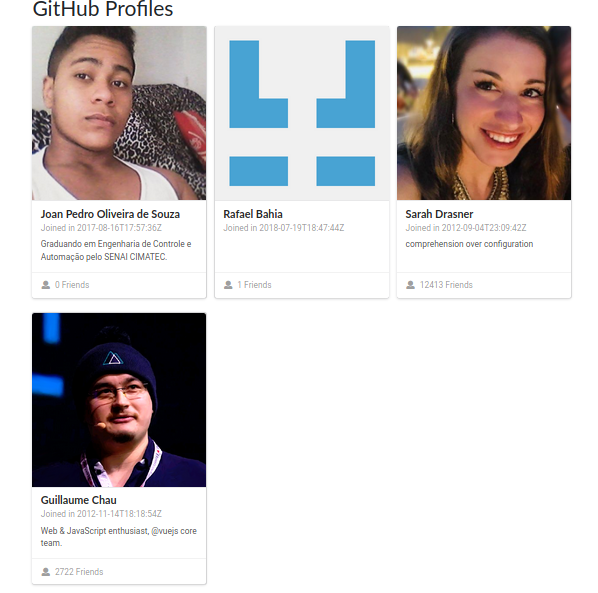 GitHub Profiles
Joan Pedro Oliveira de Souza
Joined in 2017-08-16T17:57:36Z
Graduando em Engenharia de Controle e
Automação pelo SENAI CIMATEC.
0 Friends
Rafael Bahia
Joined in 2018-07-19T18:47:44Z
1 Friends
Sarah Drasner
Joined in 2012-09-04T23:09:42Z
comprehension over configuration
12413 Friends
Guillaume Chau
Joined in 2012-11-14T18:18:54Z
Web & JavaScript enthusiast, @vuejs core
team.
2722 Friends